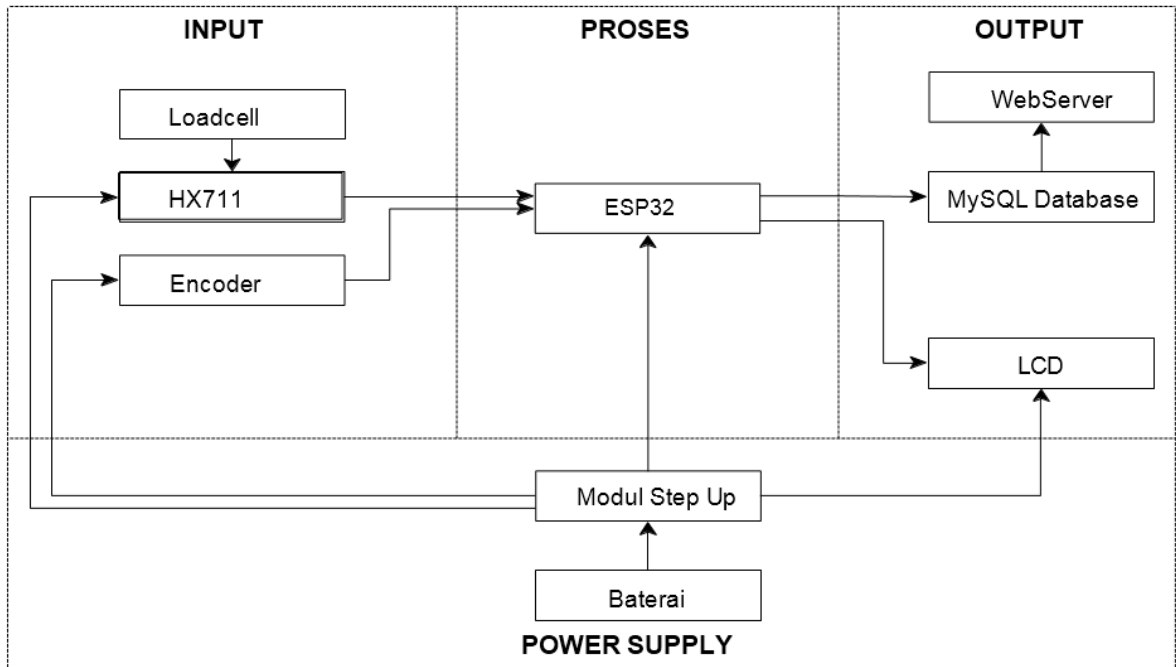 INPUT
PROSES
OUTPUT
Loadcell
HX711
Encoder
ESP32
WebServer
MySQL Database
LCD
Modul Step Up
Baterai
POWER SUPPLY